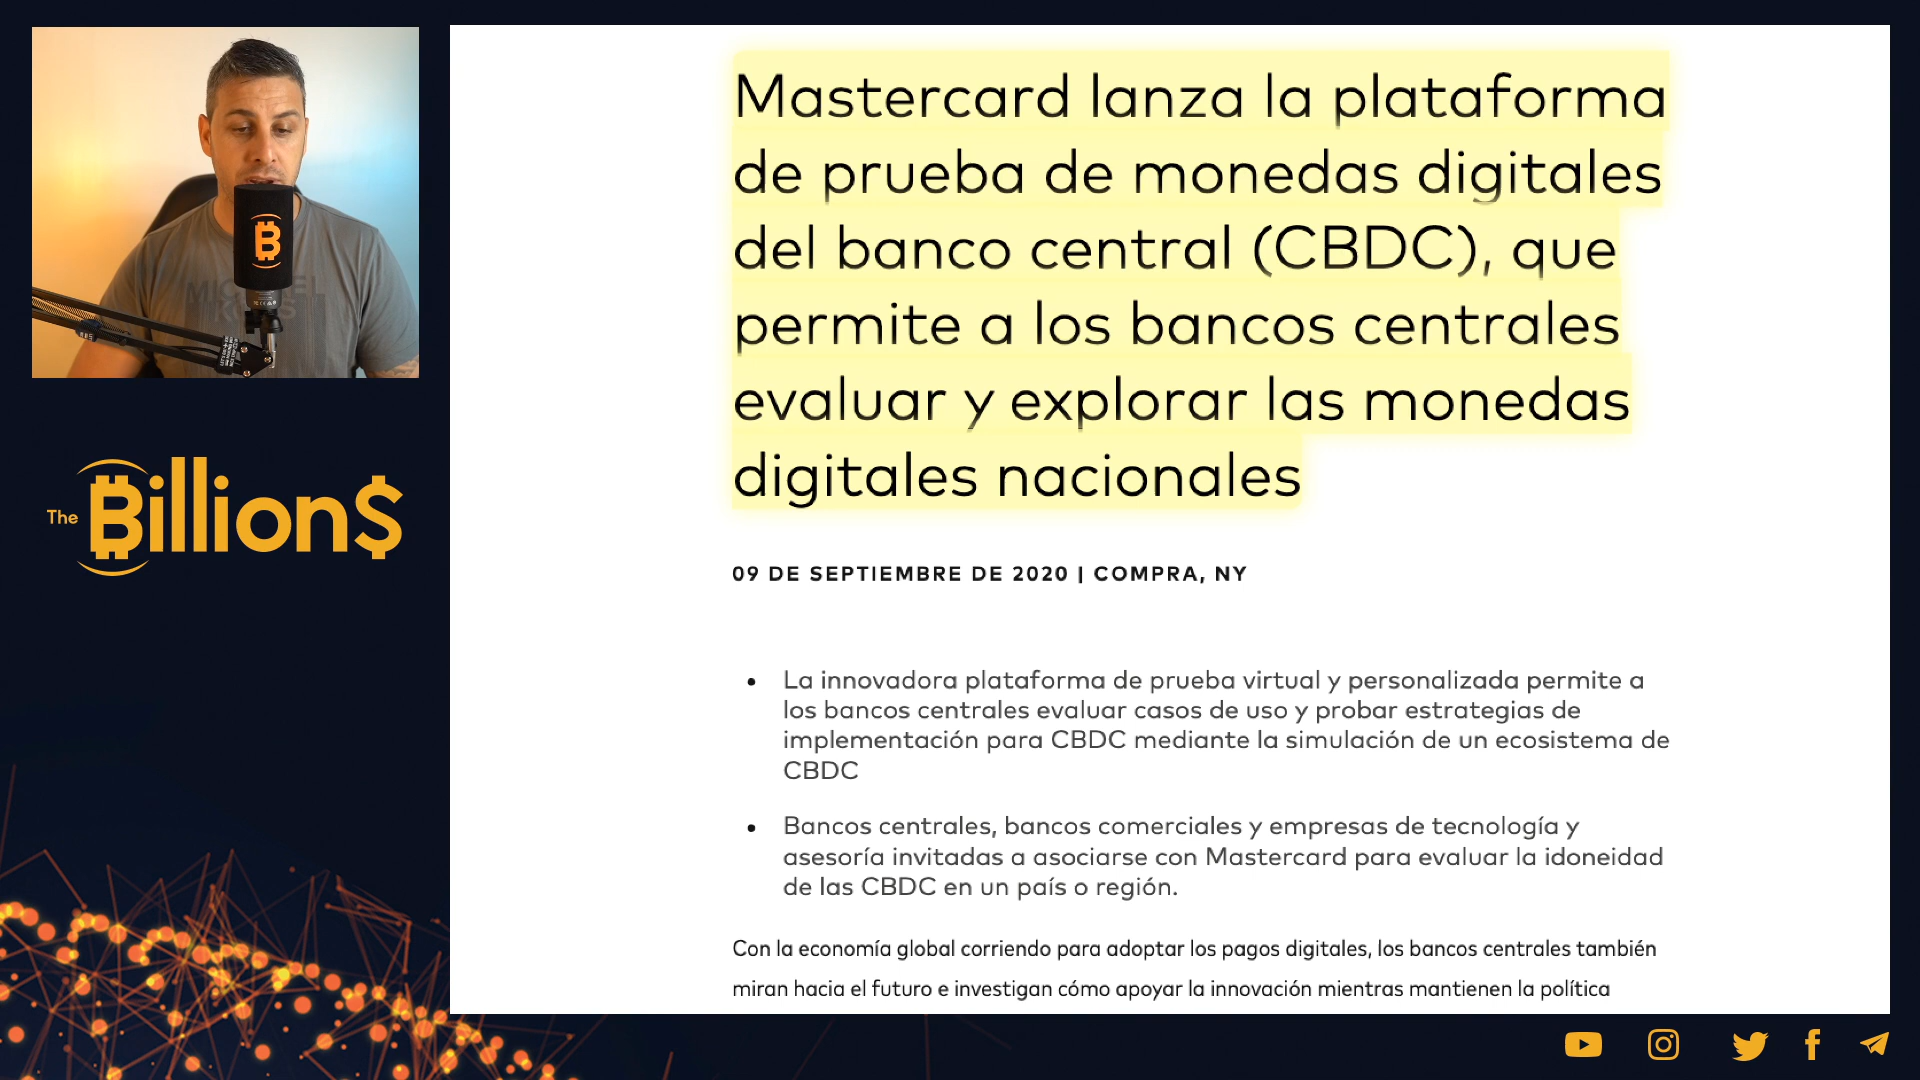 Mastercard lanza la plataforma
de prueba de monedas digitales
del banco central (CBDC), que
permite a los bancos centrales
evaluar y explorar las monedas
digitales nacionales
09 DE SEPTIEMBRE DE 2020 | COMPRA, NY
• La innovadora plataforma de prueba virtual y personalizada permite a
los bancos centrales evaluar casos de uso y probar estrategias de
implementación para CBDC mediante la simulación de un ecosistema de
CBDC
• Bancos centrales, bancos comerciales y empresas de tecnología y
asesoría invitadas a asociarse con Mastercard para evaluar la idoneidad
de las CBDC en un país o región.
Con la economía global corriendo para adoptar los pagos digitales, los bancos centrales también
miran hacia el futuro e investigan cómo apoyar la innovación mientras mantienen la política
The Billion$